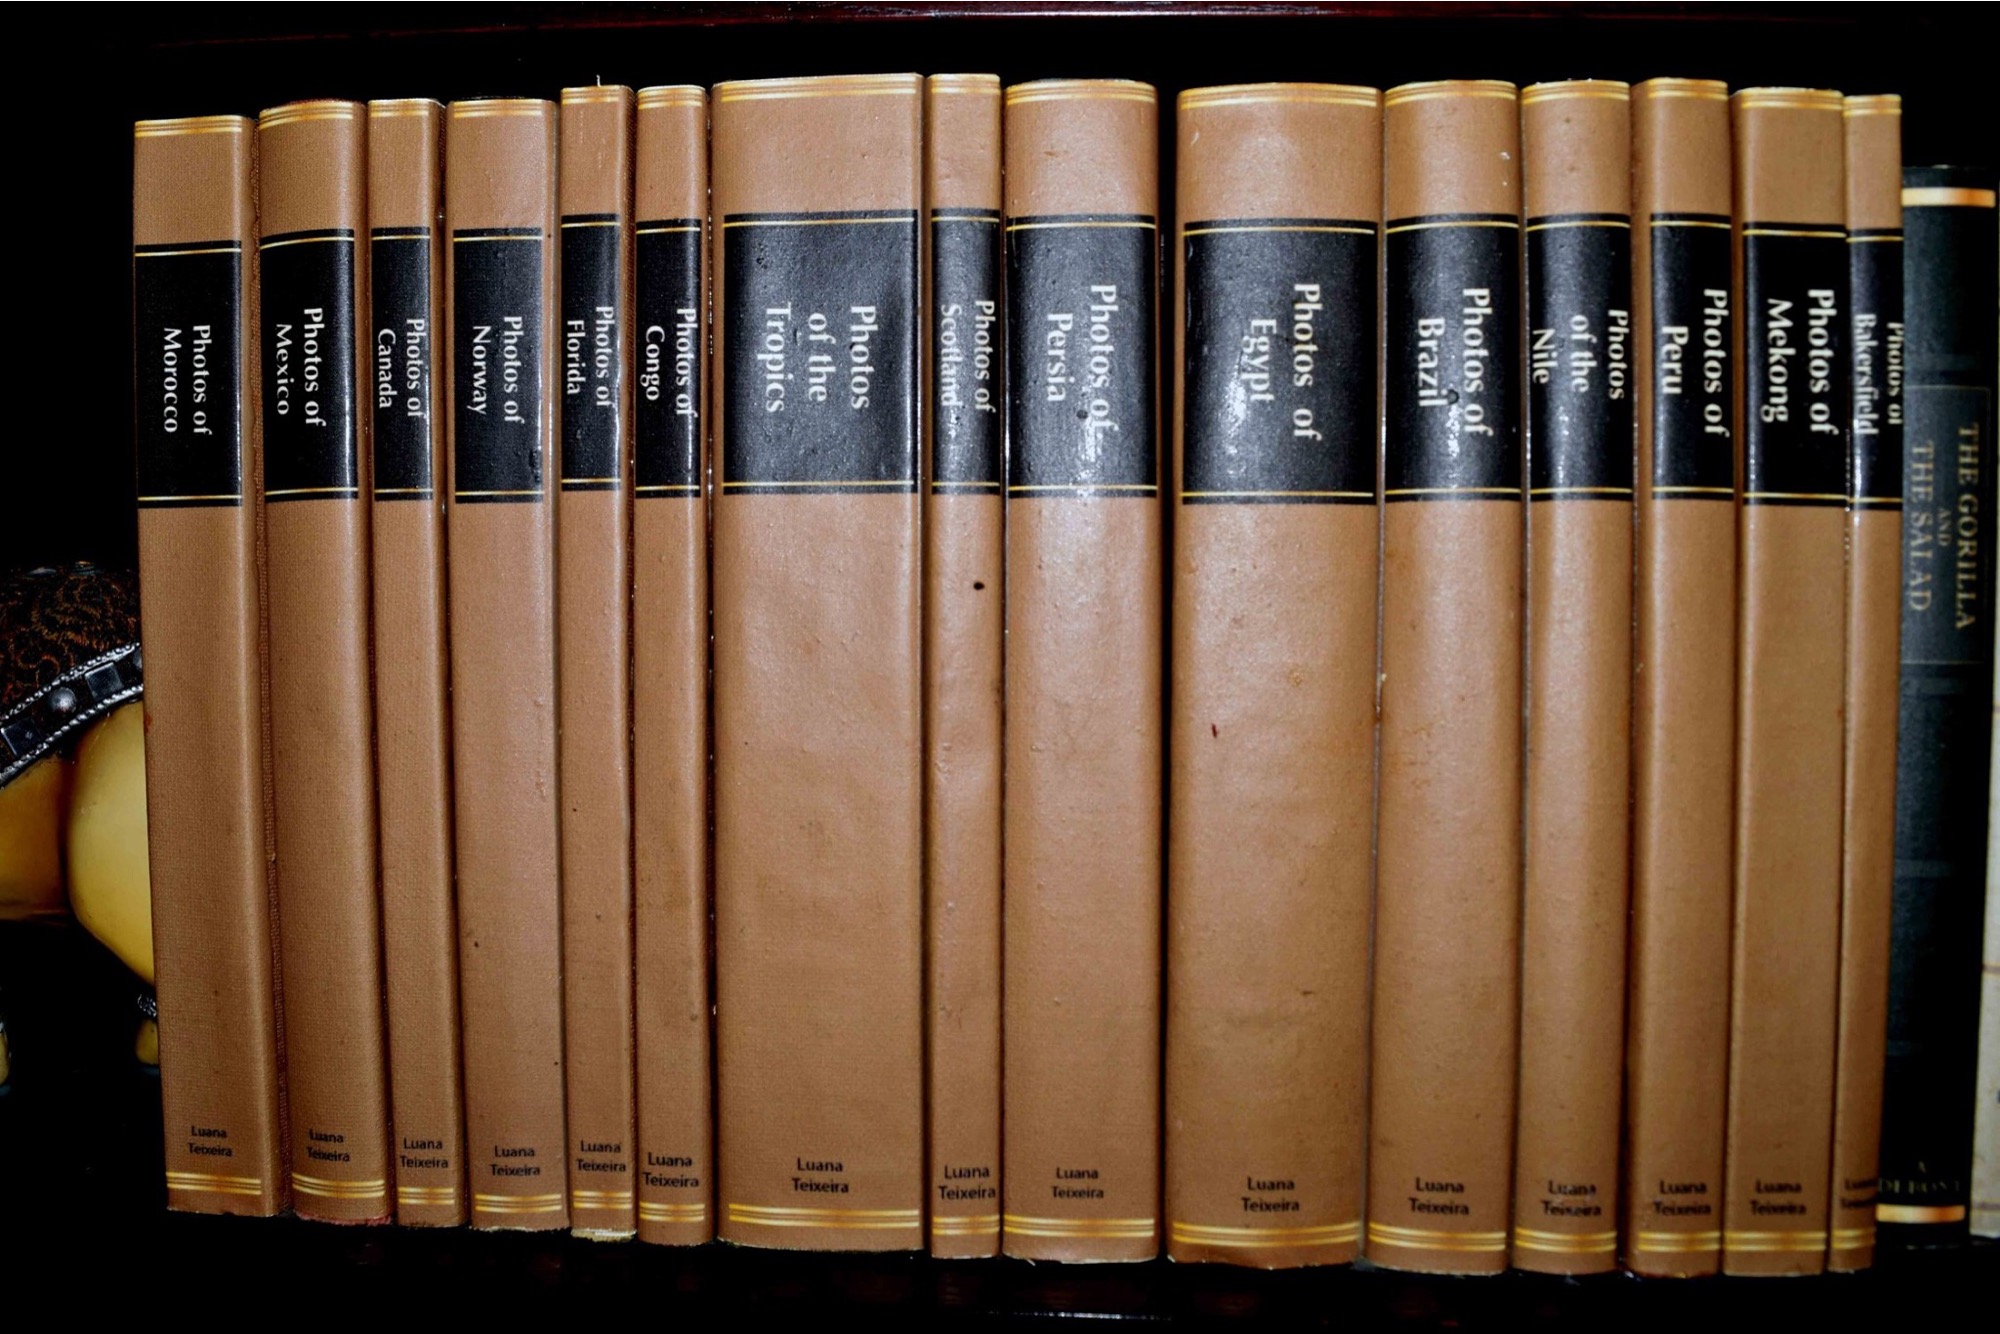 Photos of
Morocco
Luana
Teixeira
Photos of
Mexico
Luana
Teixeira
Photos of
Canada
Luana
Teixeira
Photos of
Norway
Luana
Teixeira
Photos of
Florida
Luana
Teixeira
Photos of
Congo
Luana
Teixeira
Photos
of the
Tropics
Luana
Teixeira
Photos of
Scotland
Luana
Teixeira
Photos of
Persia
Luana
Teixeira
Photos of
Egypt
Luana
Teixeira
Photos of
Brazil
Luana
Teixeira
Photos
of the
Nile
Luana
Teixeira
Photos of
Peru
Luana
Teixeira
Photos of
Mekong
Luana
Teixeira
Photos of
Bakersfield
THE GORILLA
AND
THE SALAD